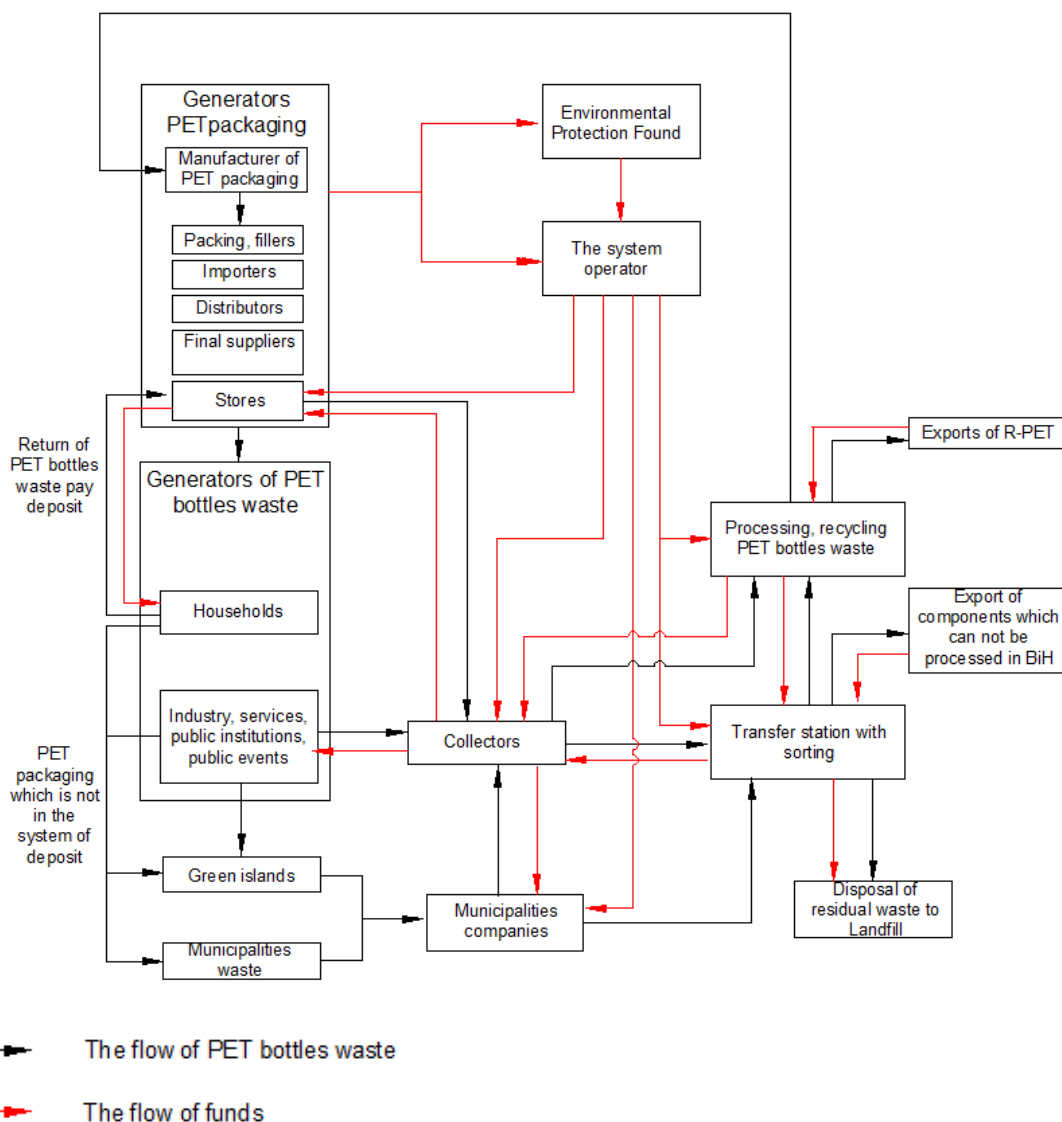 Generators
PETpackaging
Manufacturer of
PET packaging
Packing, fillers
Importers
Distributors
Final suppliers
Stores
Environmental
Protection Found
The system
operator
Return of
PET bottles
waste pay
deposit
Generators of PET
bottles waste
Households
Industry, services,
public institutions,
public events
PET
packaging
which is not
in the
system of
deposit
Green islands
Municipalities
waste
Collectors
Municipalities
companies
Exports of R-PET
Processing, recycling
PET bottles waste
Export of
components which
can not be
processed in BiH
Transfer station with
sorting
Disposal of
residual waste to
Landfill
The flow of PET bottles waste
The flow of funds